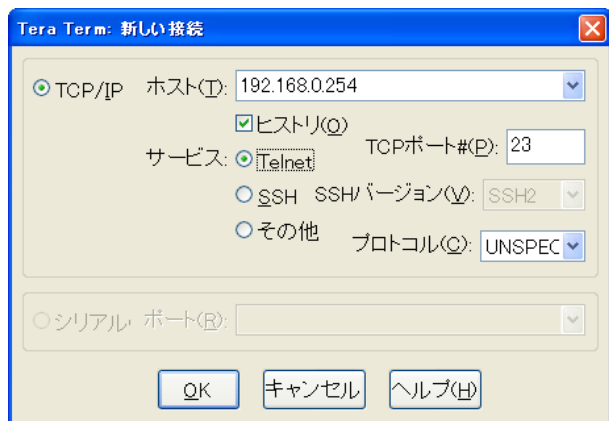 Tera Term: 新しい接続
TCP/IP ホスト(T): 192.168.0.254
ヒストリ(O)
サービス: Telnet TCPポート#(P): 23
SSH SSHバージョン(V): SSH2
その他 プロトコル(C): UNSPEC
シリアル ポート(R):
OK キャンセル ヘルプ(H)